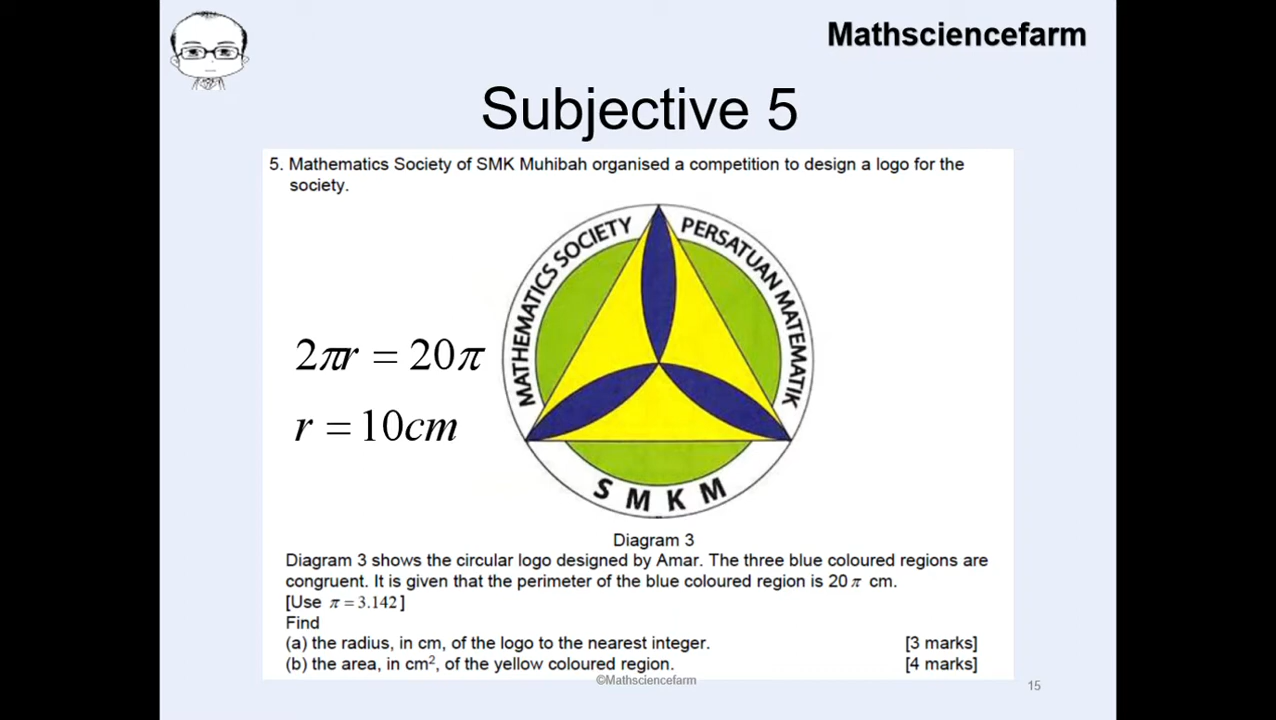 Mathsciencefarm
Subjective 5
5. Mathematics Society of SMK Muhibah organised a competition to design a logo for the
society.
MATHEMATICS SOCIETY
PERSATUAN MATEMATIK
2πr = 20π
r = 10cm
SMKM
Diagram 3
Diagram 3 shows the circular logo designed by Amar. The three blue coloured regions are
congruent. It is given that the perimeter of the blue coloured region is 20π cm.
[Use π = 3.142]
Find
(a) the radius, in cm, of the logo to the nearest integer. [3 marks]
(b) the area, in cm², of the yellow coloured region. [4 marks]
©Mathsciencefarm
15